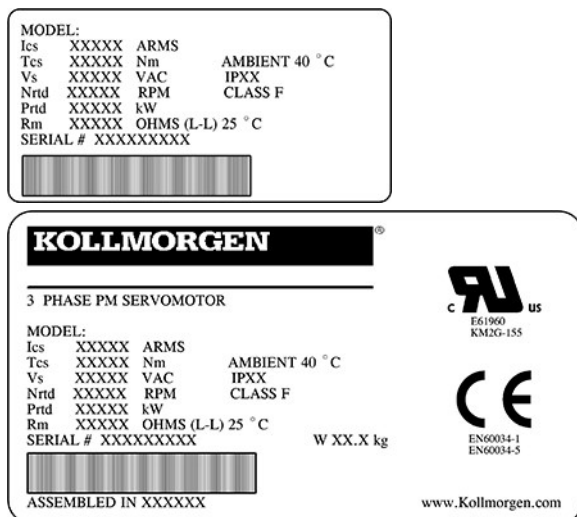 MODEL:
Ics XXXXX ARMS
Tcs XXXXX Nm AMBIENT 40 °C
Vs XXXXX VAC IPXX
Nrtd XXXXX RPM CLASS F
Prtd XXXXX kW
Rm XXXXX OHMS (L-L) 25 °C
SERIAL # XXXXXXXXX
KOLLMORGEN®
3 PHASE PM SERVOMOTOR
MODEL:
Ics XXXXX ARMS
Tcs XXXXX Nm AMBIENT 40 °C
Vs XXXXX VAC IPXX
Nrtd XXXXX RPM CLASS F
Prtd XXXXX kW
Rm XXXXX OHMS (L-L) 25 °C
SERIAL # XXXXXXXXX W XX.X kg
ASSEMBLED IN XXXXXX
c RU us
E61960
KM2G-155
CE
EN60034-1
EN60034-5
www.Kollmorgen.com